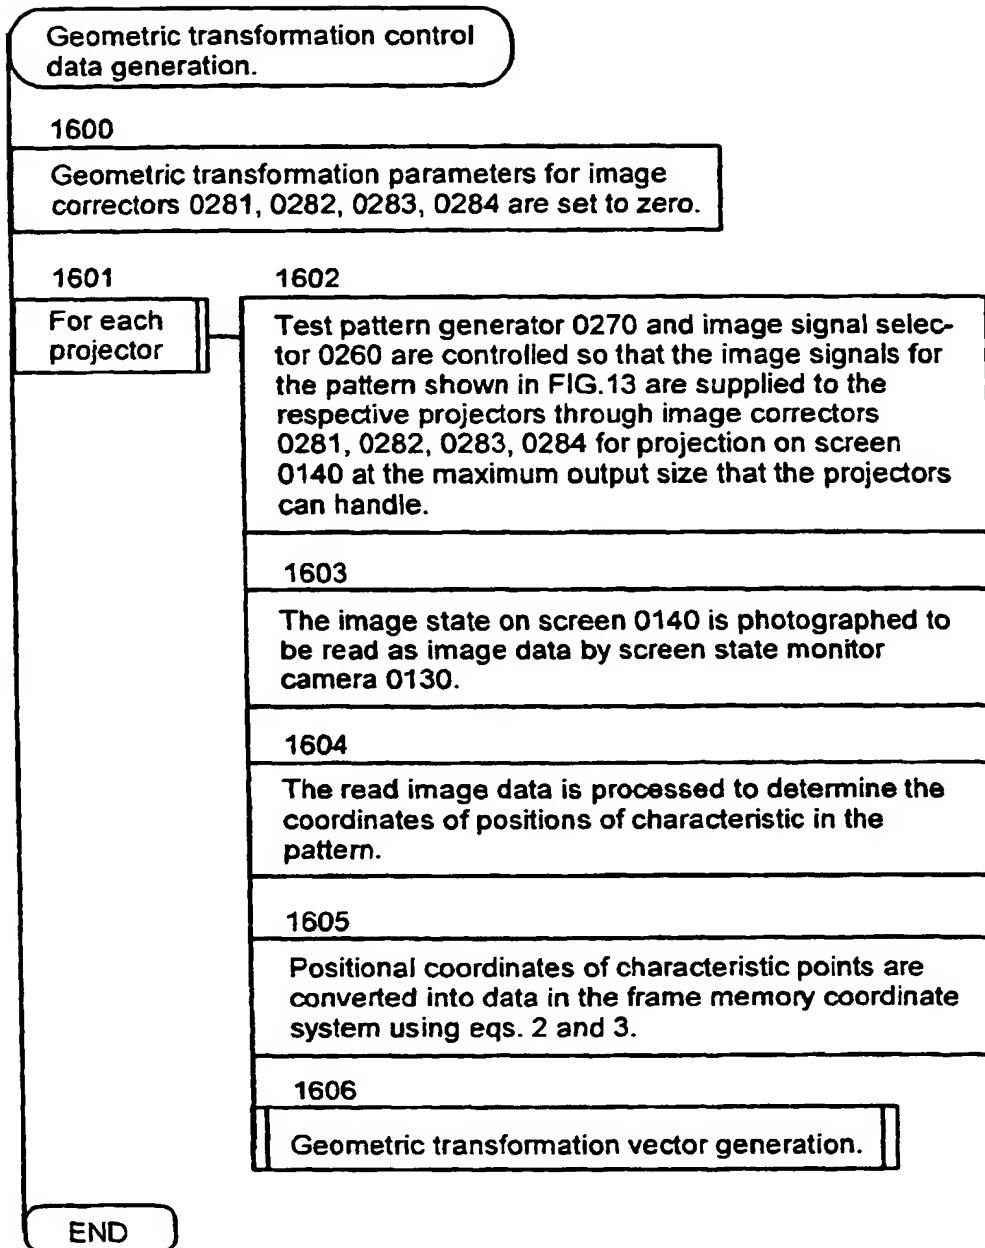 Geometric transformation control
data generation.
1600
Geometric transformation parameters for image
correctors 0281, 0282, 0283, 0284 are set to zero.
1601
For each
projector
1602
Test pattern generator 0270 and image signal selec-
tor 0260 are controlled so that the image signals for
the pattern shown in FIG.13 are supplied to the
respective projectors through image correctors
0281, 0282, 0283, 0284 for projection on screen
0140 at the maximum output size that the projectors
can handle.
1603
The image state on screen 0140 is photographed to
be read as image data by screen state monitor
camera 0130.
1604
The read image data is processed to determine the
coordinates of positions of characteristic in the
pattern.
1605
Positional coordinates of characteristic points are
converted into data in the frame memory coordinate
system using eqs. 2 and 3.
1606
Geometric transformation vector generation.
END